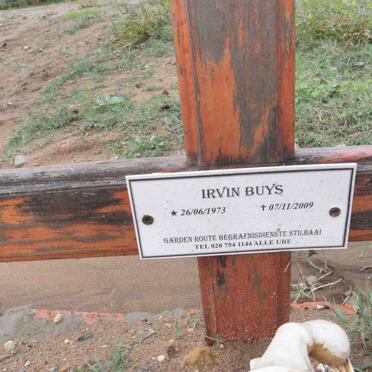 IRVIN BUYS
★ 26/06/1973 ✝ 07/11/2009
GARDEN ROUTE BEGRAFNISDIENSTE STILBAAI
TEL 028 754 1144 ALLE URE